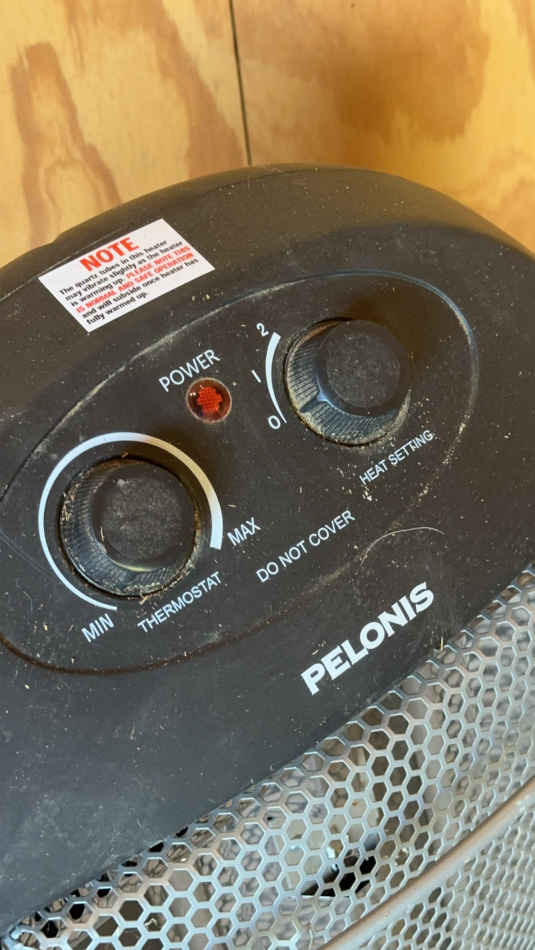 NOTE
The quartz tubes in this heater
may vibrate slightly as the heater
is warming up. PLEASE NOTE THIS
IS NORMAL AND SAFE OPERATION
and will subside once heater has
fully warmed up.
POWER
2
1
0
HEAT SETTING
MAX
MIN
THERMOSTAT
DO NOT COVER
PELONIS